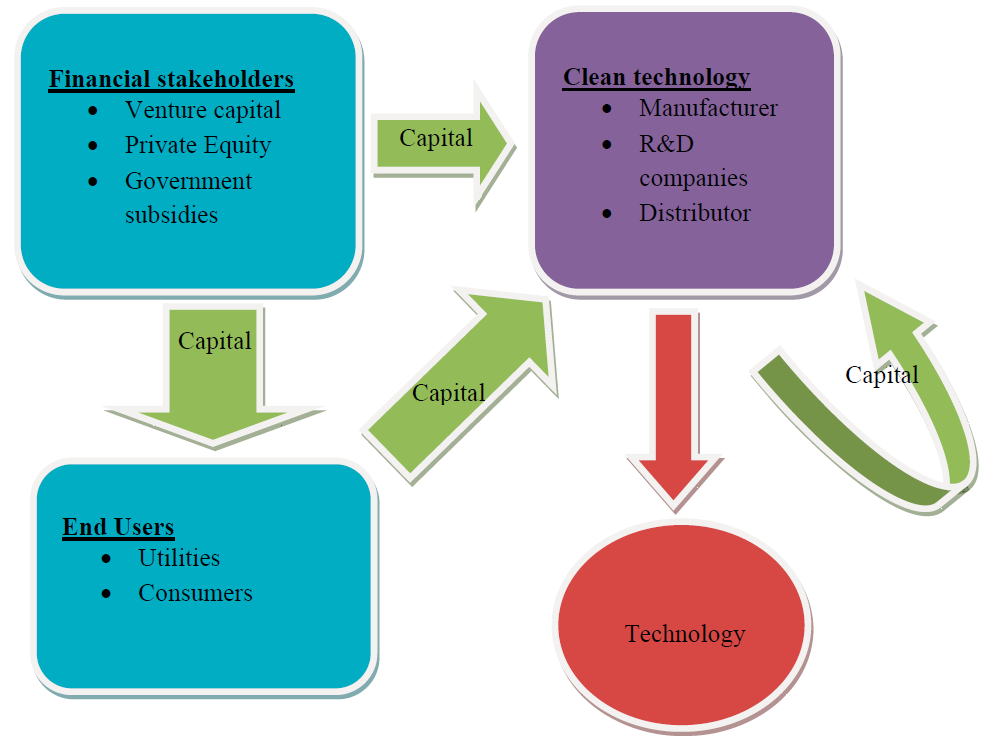 Financial stakeholders
• Venture capital
• Private Equity
• Government
subsidies
Capital
Clean technology
• Manufacturer
• R&D
companies
• Distributor
Capital
Capital
Capital
End Users
• Utilities
• Consumers
Technology